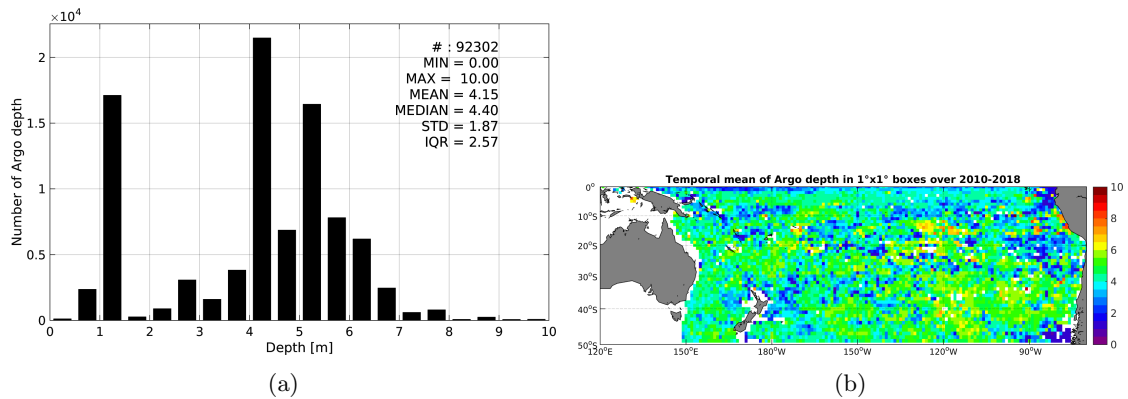 ×10⁴
2
1.5
1
0.5
0
Number of Argo depth
# : 92302
MIN = 0.00
MAX = 10.00
MEAN = 4.15
MEDIAN = 4.40
STD = 1.87
IQR = 2.57
0 1 2 3 4 5 6 7 8 9 10
Depth [m]
(a)
Temporal mean of Argo depth in 1°x1° boxes over 2010-2018
0°
10°S
20°S
30°S
40°S
50°S
120°E 150°E 180°W 150°W 120°W 90°W
10
8
6
4
2
0
(b)